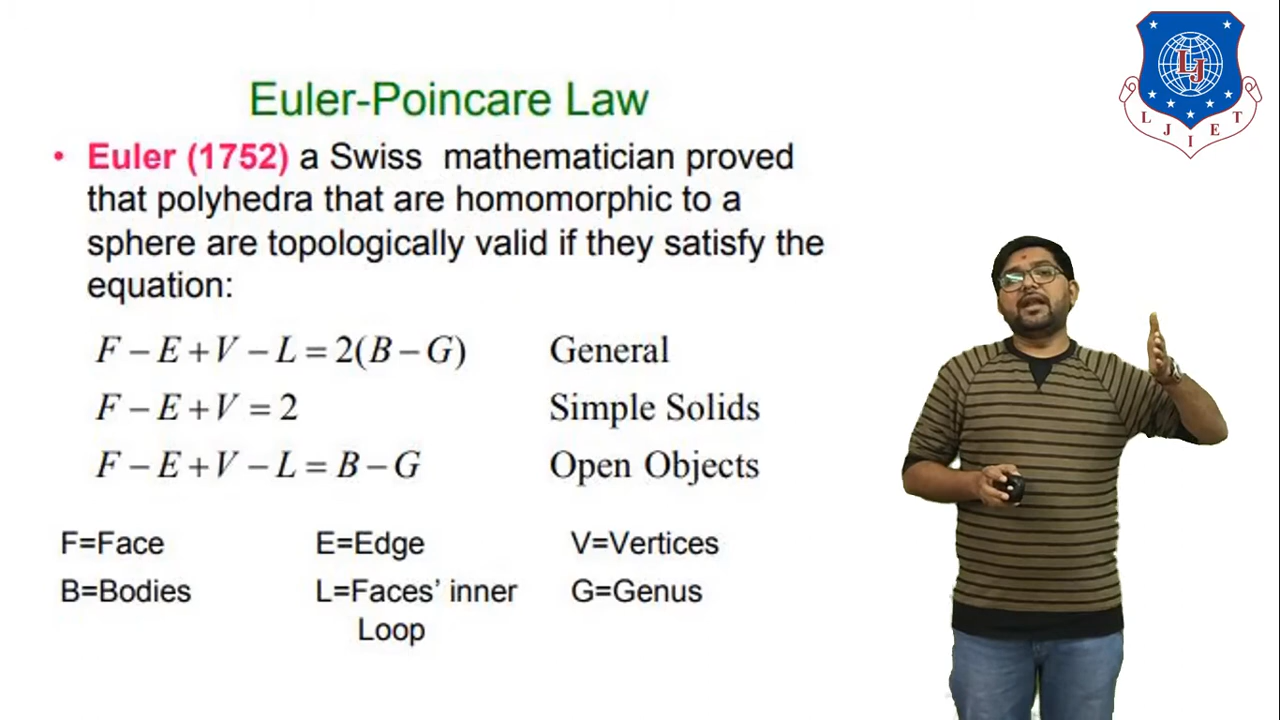 LJ
L J I E T
Euler-Poincare Law
• Euler (1752) a Swiss mathematician proved
that polyhedra that are homomorphic to a
sphere are topologically valid if they satisfy the
equation:
F − E + V − L = 2(B − G) General
F − E + V = 2 Simple Solids
F − E + V − L = B − G Open Objects
F=Face E=Edge V=Vertices
B=Bodies L=Faces’ inner G=Genus
Loop